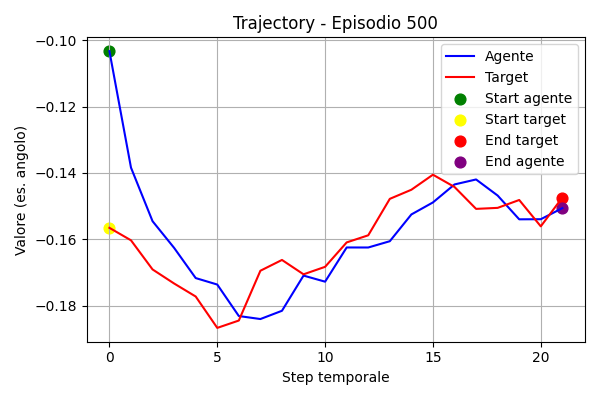 Trajectory - Episodio 500
Valore (es. angolo)
−0.10
−0.12
−0.14
−0.16
−0.18
Agente
Target
Start agente
Start target
End target
End agente
0 5 10 15 20
Step temporale